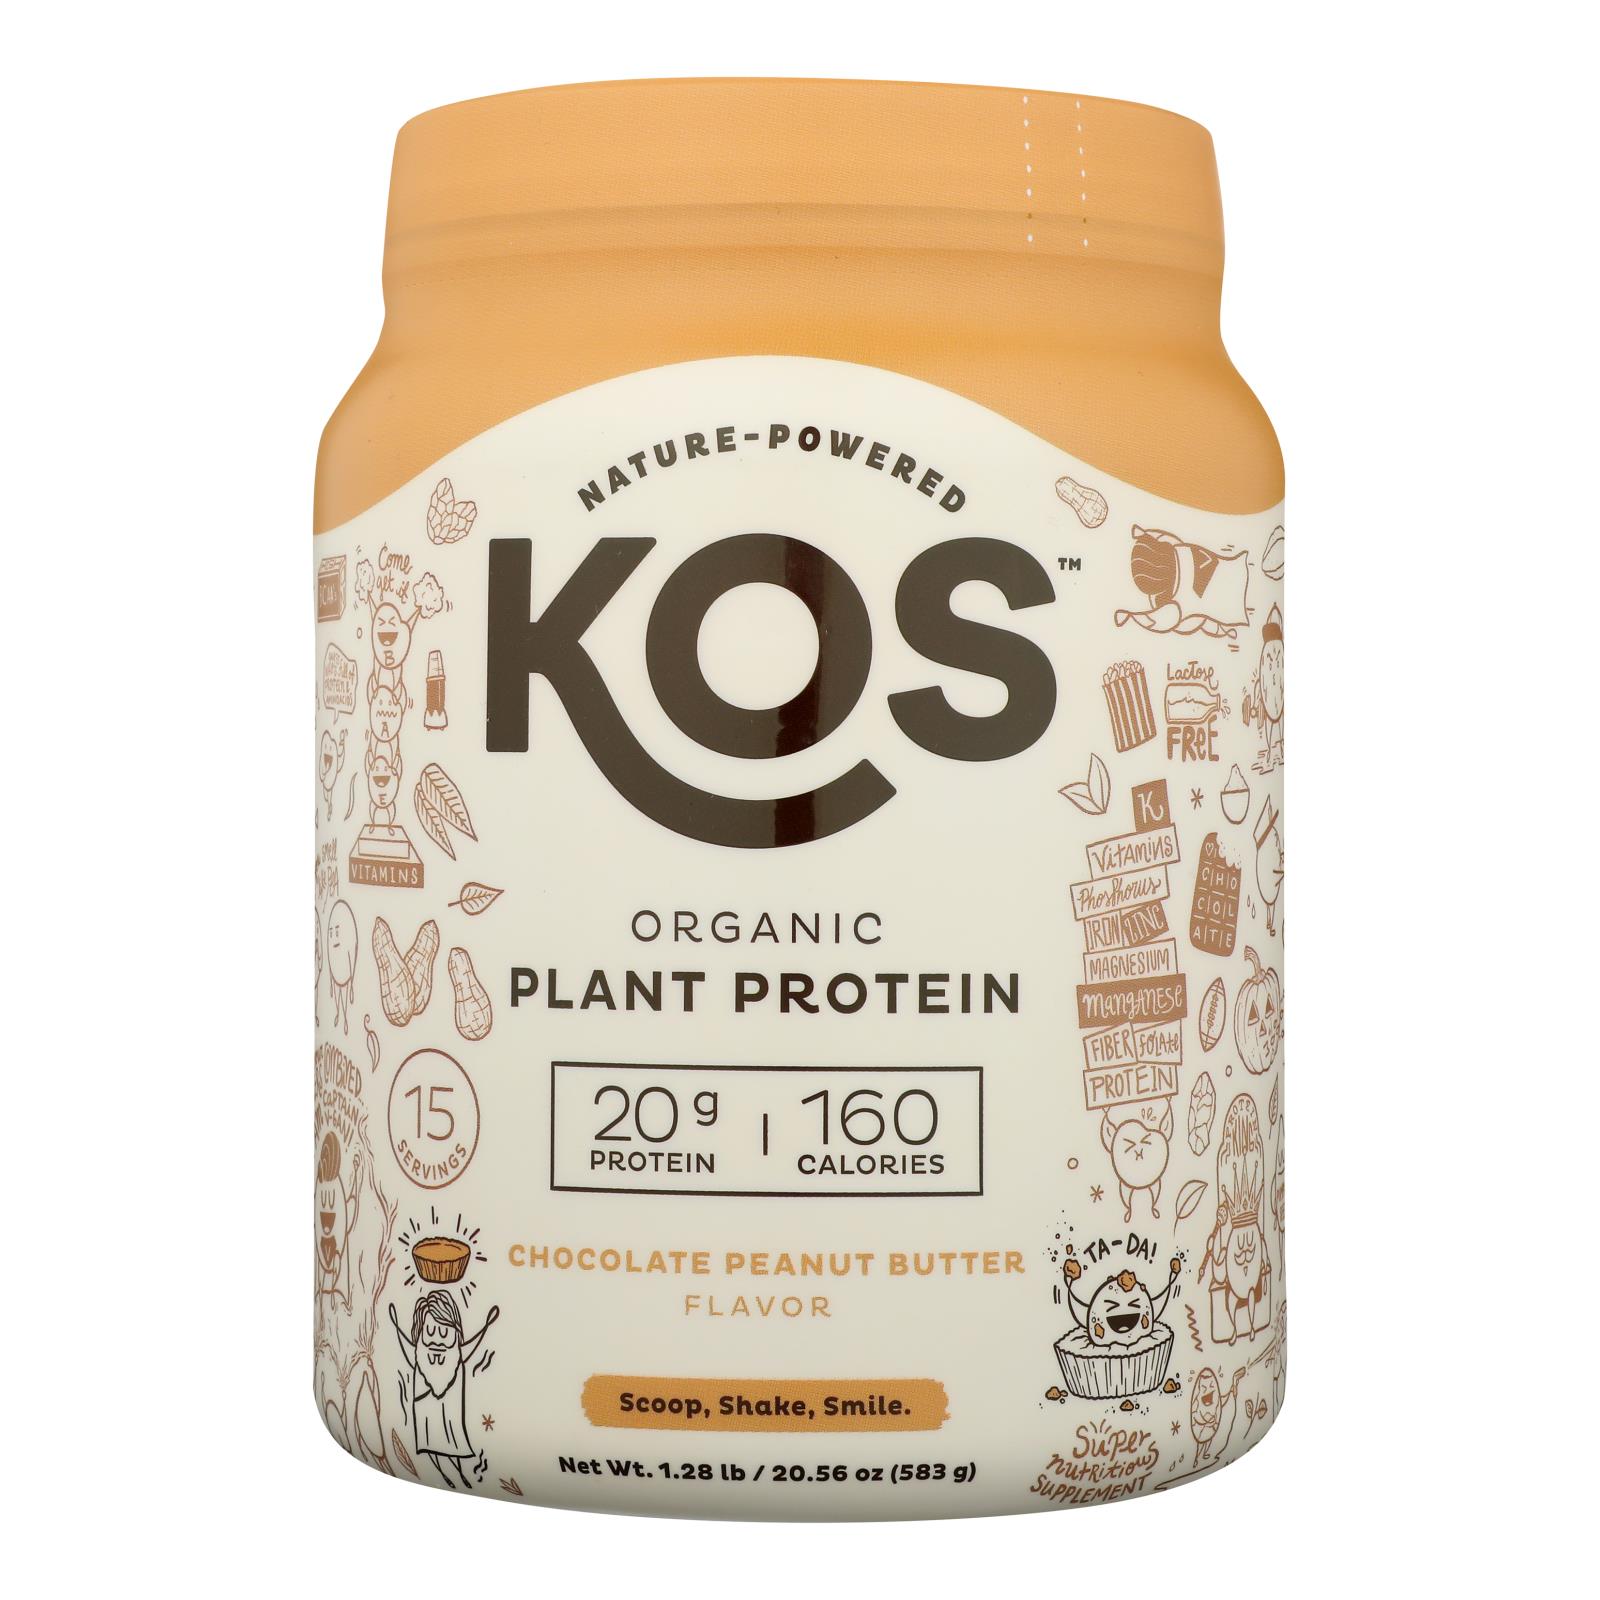 NATURE-POWERED
KOS™
ORGANIC
PLANT PROTEIN
20g PROTEIN | 160 CALORIES
CHOCOLATE PEANUT BUTTER
FLAVOR
Scoop, Shake, Smile.
Net Wt. 1.28 lb / 20.56 oz (583 g)
15
SERVINGS
Come
get it
B
A
E
VITAMINS
Lactose
FRee
K
VitAmiNs
Phosphorus
IRON ZINC
MAGNESIUM
MANGANESE
FIBER folate
PROTEIN
CHO
COL
ATE
PROTEIN
KING
TA-DA!
Super
nutritious
SUPPLEMENT